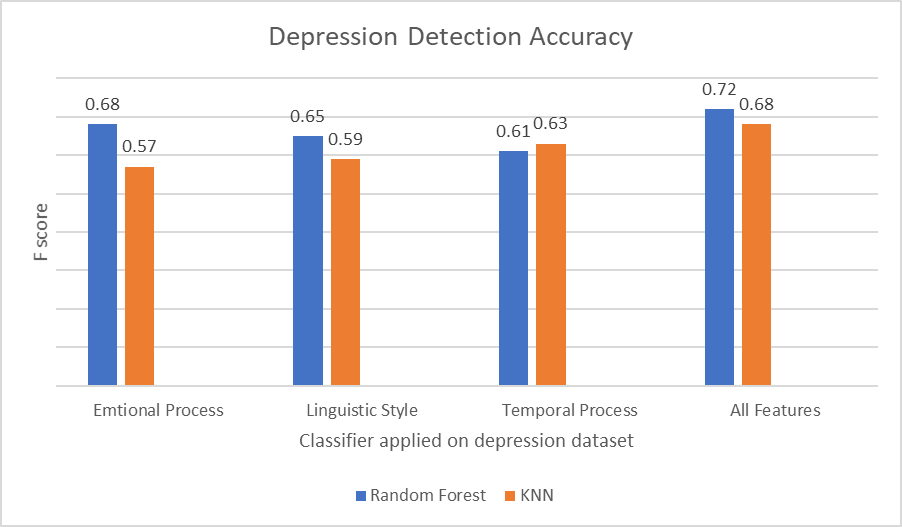 Depression Detection Accuracy
0.68
0.57
0.65
0.59
0.61
0.63
0.72
0.68
F score
Emtional Process
Linguistic Style
Temporal Process
All Features
Classifier applied on depression dataset
Random Forest
KNN